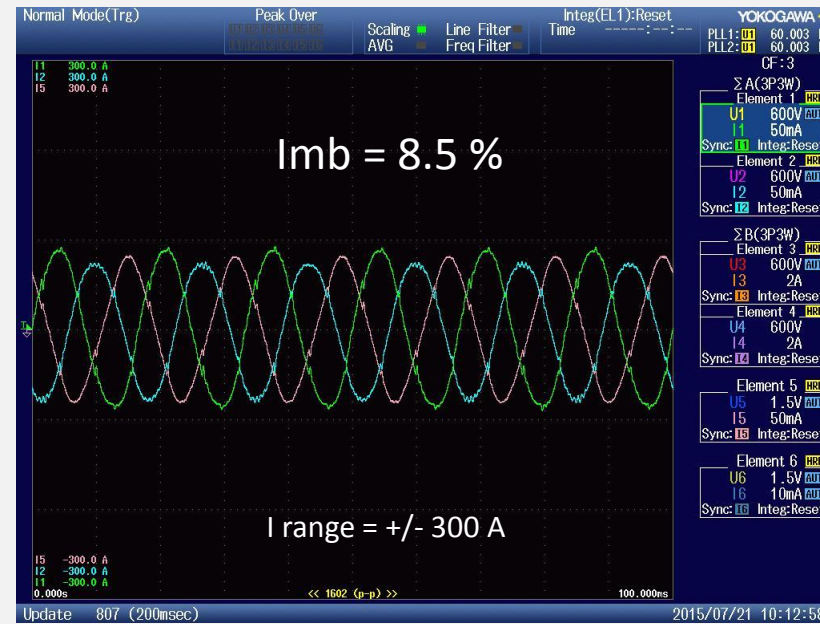 Normal Mode(Trg)
Peak Over
Scaling
AVG
Line Filter
Freq Filter
Integ(EL1):Reset
Time -----:--:--
YOKOGAWA
PLL1: U1 60.003
PLL2: U1 60.003
I1 300.0 A
I2 300.0 A
I5 300.0 A
Imb = 8.5 %
I range = +/- 300 A
I5 -300.0 A
I2 -300.0 A
I1 -300.0 A
0.000s
<< 1602 (p-p) >>
100.000ms
CF:3
ΣA(3P3W)
Element 1
U1 600V
I1 50mA
Sync: I1 Integ:Reset
Element 2
U2 600V
I2 50mA
Sync: I2 Integ:Reset
ΣB(3P3W)
Element 3
U3 600V
I3 2A
Sync: I3 Integ:Reset
Element 4
U4 600V
I4 2A
Sync: I4 Integ:Reset
Element 5
U5 1.5V
I5 50mA
Sync: I5 Integ:Reset
Element 6
U6 1.5V
I6 10mA
Sync: I6 Integ:Reset
Update 807 (200msec)
2015/07/21 10:12:58